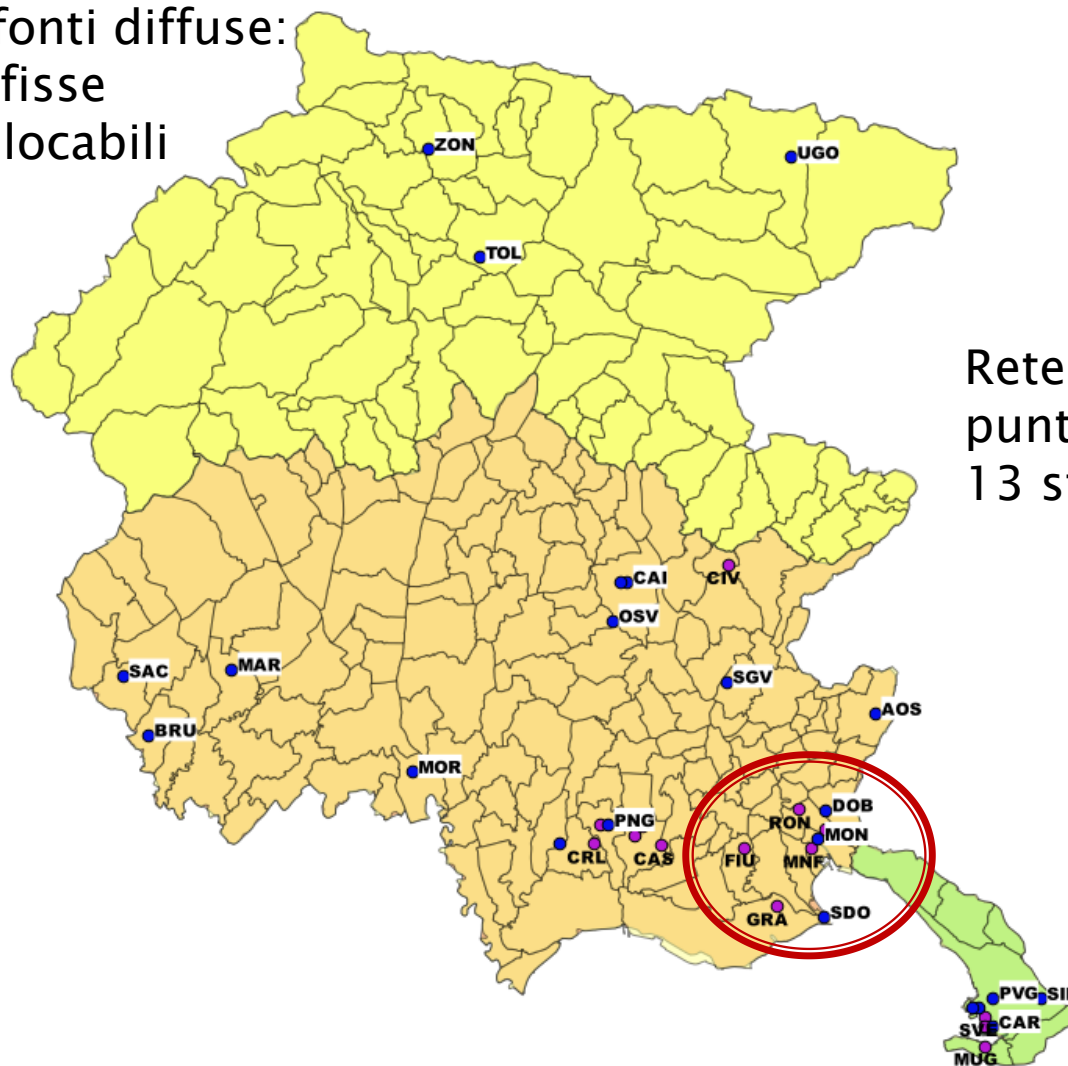 fonti diffuse:
fisse
locabili
ZON
UGO
TOL
Rete
punt
13 s
CAI
CIV
OSV
SAC
MAR
SGV
AOS
BRU
MOR
DOB
RON
PNG
MON
CRL
CAS
FIU
MNF
GRA
SDO
PVG
SVE
CAR
MUG